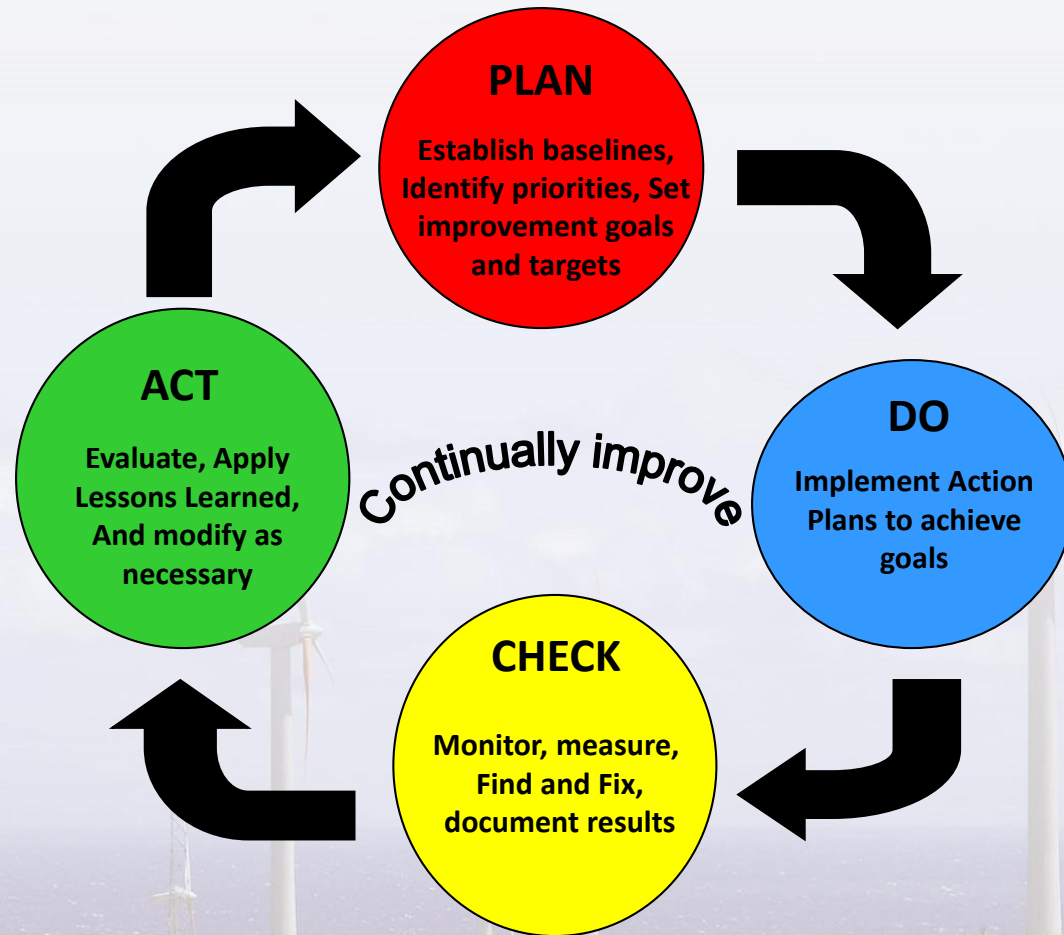 PLAN
Establish baselines,
Identify priorities, Set
improvement goals
and targets
DO
Implement Action
Plans to achieve
goals
CHECK
Monitor, measure,
Find and Fix,
document results
ACT
Evaluate, Apply
Lessons Learned,
And modify as
necessary
Continually improve